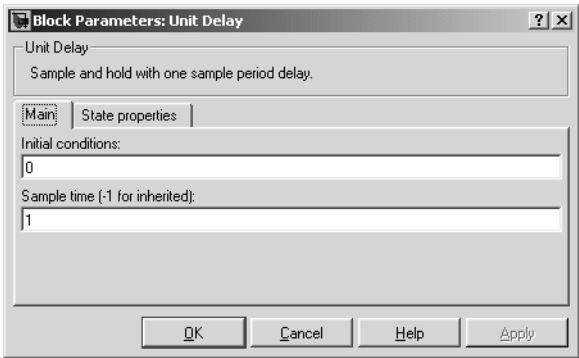 Block Parameters: Unit Delay
Unit Delay
Sample and hold with one sample period delay.
Main State properties
Initial conditions:
0
Sample time (-1 for inherited):
1
OK Cancel Help Apply